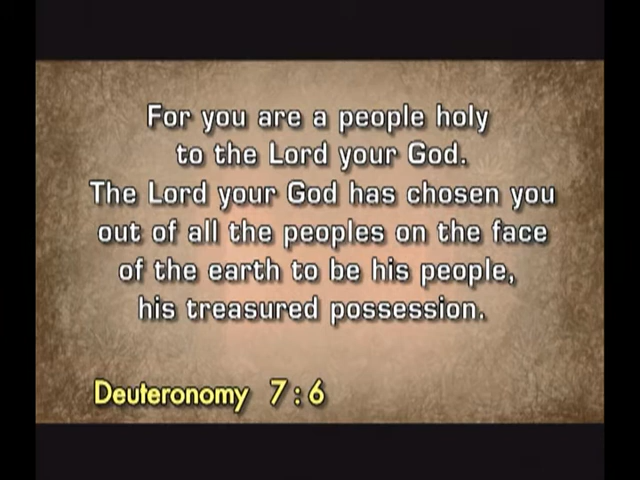 For you are a people holy
to the Lord your God.
The Lord your God has chosen you
out of all the peoples on the face
of the earth to be his people,
his treasured possession.
Deuteronomy 7 : 6